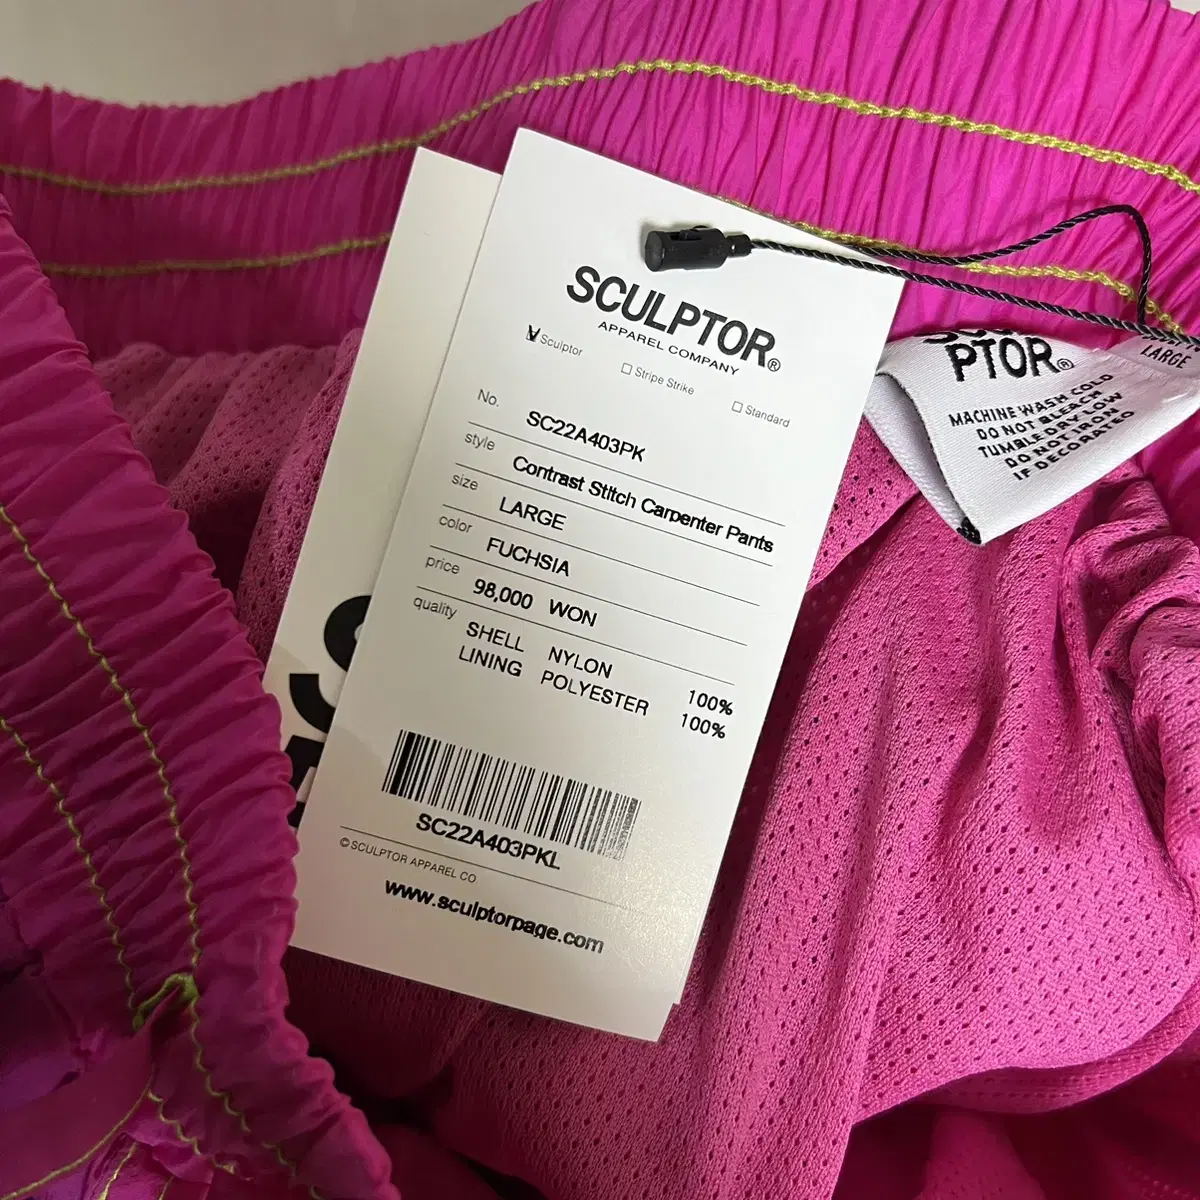 SCULPTOR®
APPAREL COMPANY
Sculptor
Stripe Strike
Standard
No. SC22A403PK
style Contrast Stitch Carpenter Pants
size LARGE
color FUCHSIA
price 98,000 WON
quality SHELL NYLON 100%
LINING POLYESTER 100%
SC22A403PKL
© SCULPTOR APPAREL CO
www.sculptorpage.com
PTOR®
LARGE
MACHINE WASH COLD
DO NOT BLEACH
TUMBLE DRY LOW
DO NOT IRON
IF DECORATED